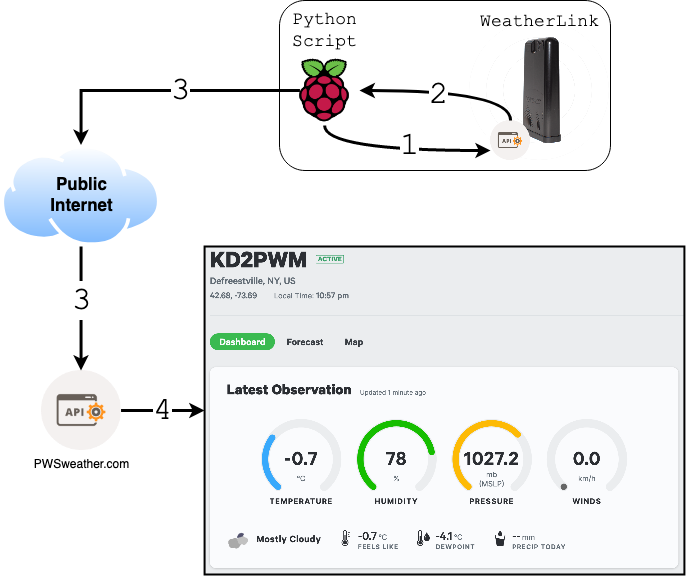 Python
Script
WeatherLink
3
2
1
API
Public
Internet
3
API
4
PWSweather.com
KD2PWM ACTIVE
Defreestville, NY, US
42.68, -73.69 Local Time: 10:57 pm
Dashboard Forecast Map
Latest Observation Updated 1 minute ago
-0.7
°C
TEMPERATURE
78
%
HUMIDITY
1027.2
mb
(MSLP)
PRESSURE
0.0
km/h
WINDS
Mostly Cloudy
-0.7 °C
FEELS LIKE
-4.1 °C
DEWPOINT
-- mm
PRECIP TODAY